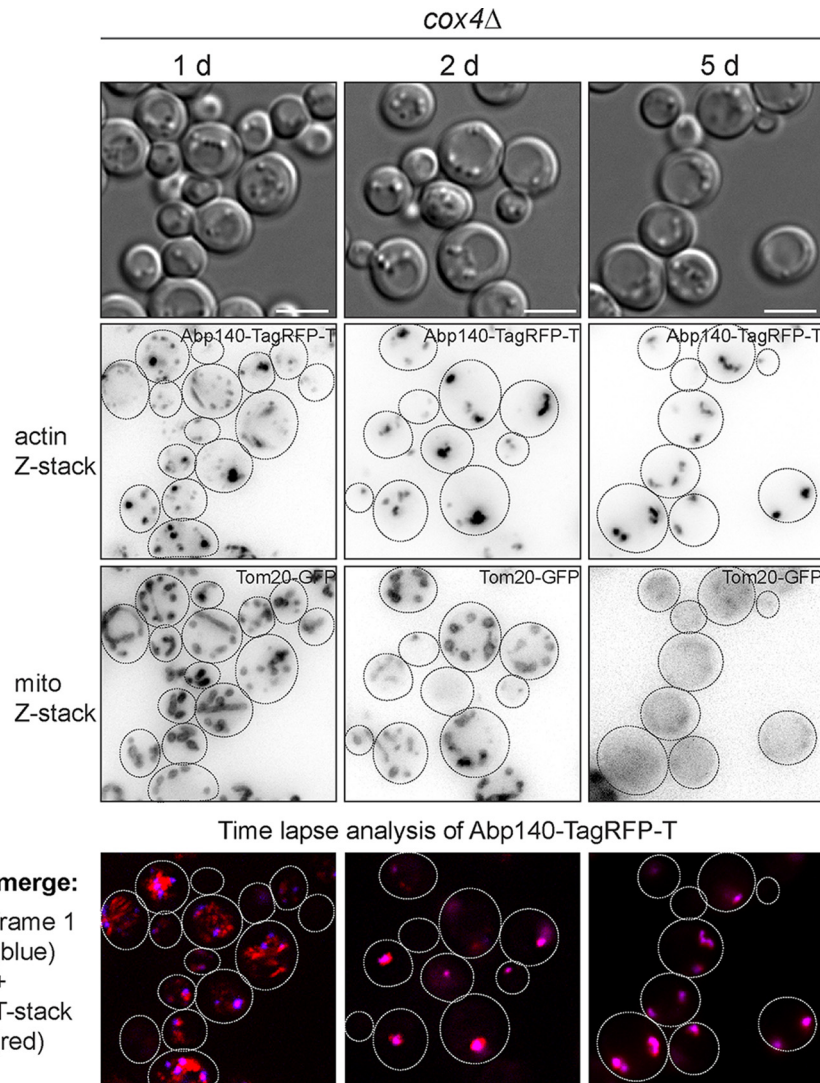 cox4Δ
1 d 2 d 5 d
Abp140-TagRFP-T Abp140-TagRFP-T Abp140-TagRFP-T
actin
Z-stack
Tom20-GFP Tom20-GFP Tom20-GFP
mito
Z-stack
Time lapse analysis of Abp140-TagRFP-T
merge:
rame 1
blue)
+
T-stack
red)